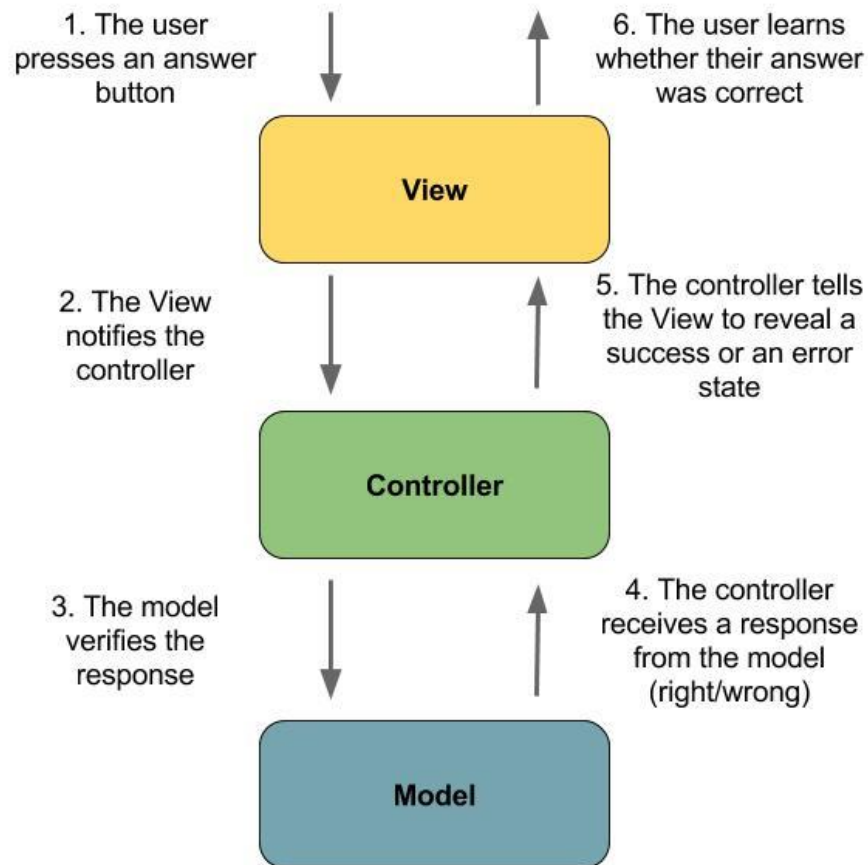 1. The user
presses an answer
button
6. The user learns
whether their answer
was correct
View
2. The View
notifies the
controller
5. The controller tells
the View to reveal a
success or an error
state
Controller
3. The model
verifies the
response
4. The controller
receives a response
from the model
(right/wrong)
Model